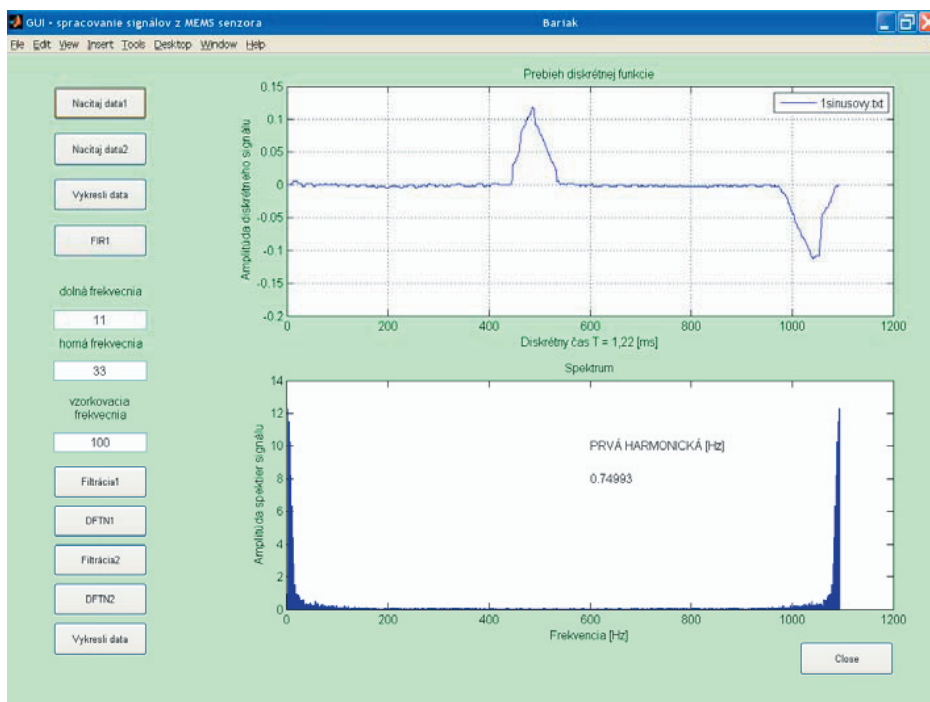 GUI - spracovanie signálov z MEMS senzora
Bariak
File Edit View Insert Tools Desktop Window Help
Nacitaj data1
Nacitaj data2
Vykresli data
FIR1
dolná frekvecnia
11
horná frekvecnia
33
vzorkovacia
frekvecnia
100
Filtrácia1
DFTN1
Filtrácia2
DFTN2
Vykresli data
Prebieh diskrétnej funkcie
Amplitúda diskrétneho signálu
0.15
0.1
0.05
0
-0.05
-0.1
-0.15
-0.2
1sinusovy.txt
0 200 400 600 800 1000 1200
Diskrétny čas T = 1,22 [ms]
Spektrum
Amplitúda spektier signálu
14
12
10
8
6
4
2
0
PRVÁ HARMONICKÁ [Hz]
0.74993
0 200 400 600 800 1000 1200
Frekvencia [Hz]
Close